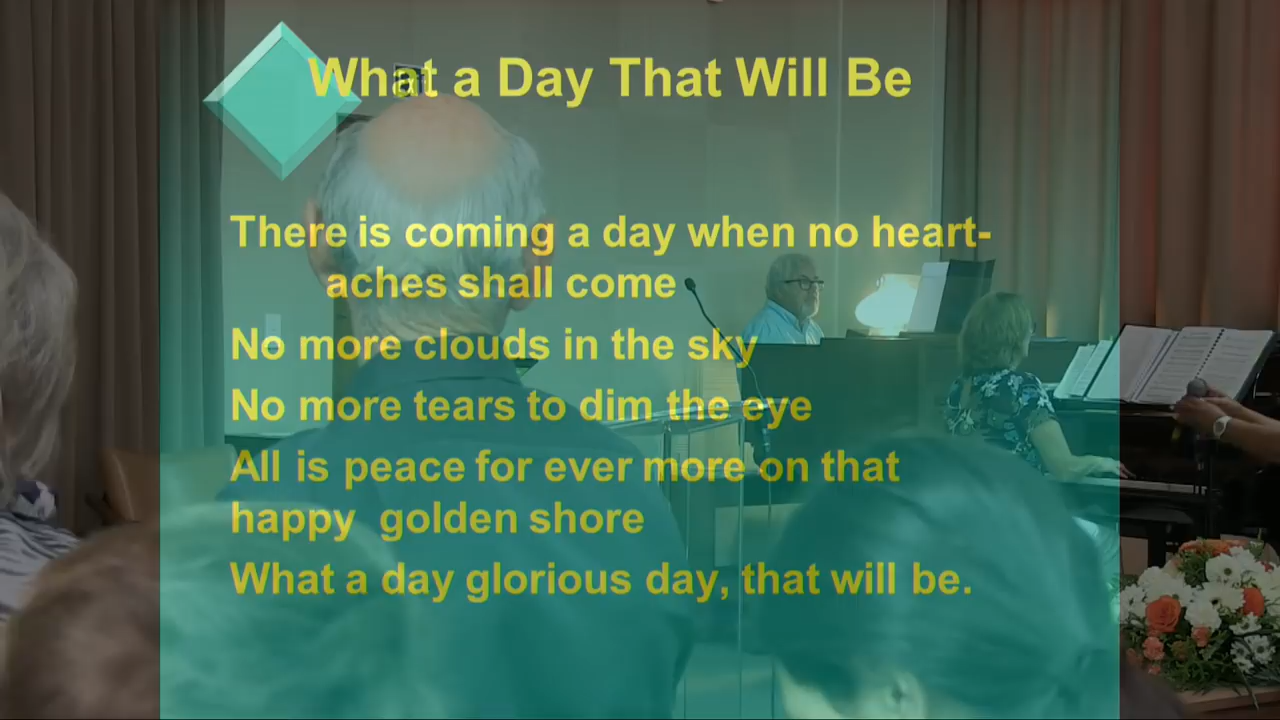 What a Day That Will Be
There is coming a day when no heart-
aches shall come
No more clouds in the sky
No more tears to dim the eye
All is peace for ever more on that
happy golden shore
What a day glorious day, that will be.